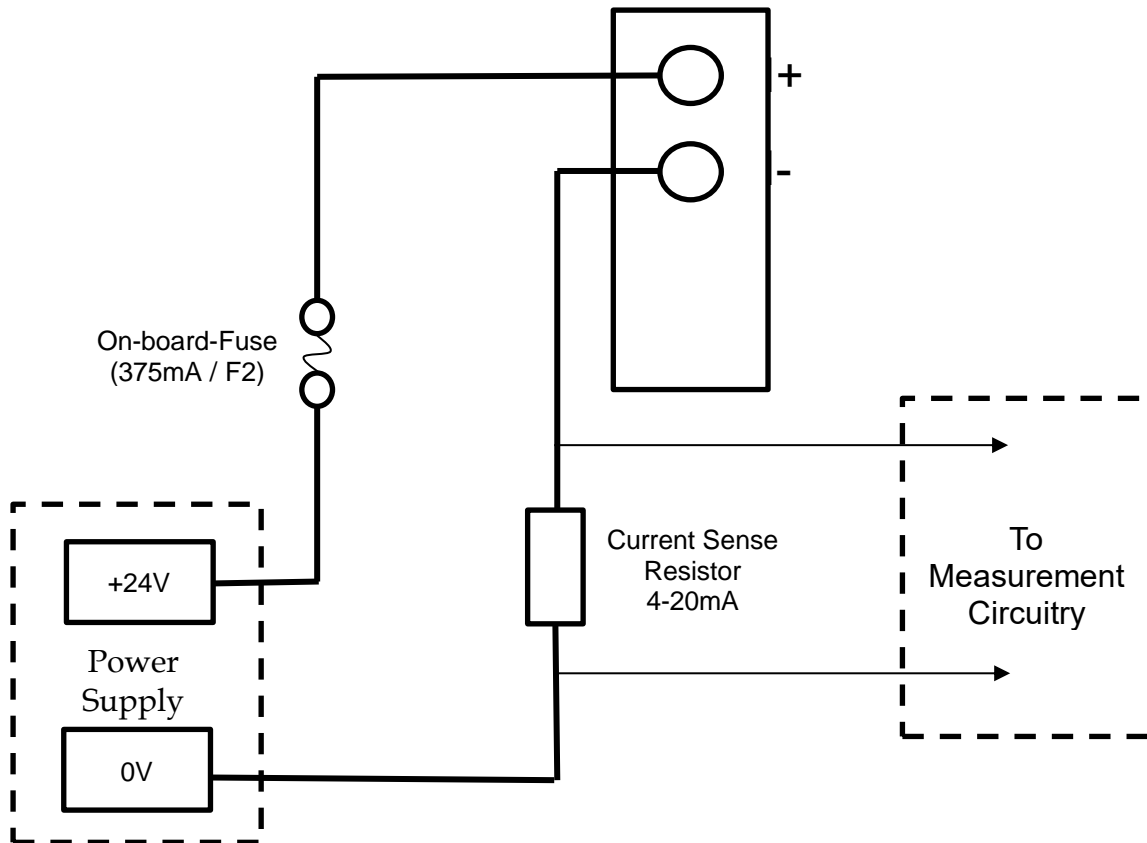 +
-
On-board-Fuse
(375mA / F2)
+24V
Power
Supply
0V
Current Sense
Resistor
4-20mA
To
Measurement
Circuitry